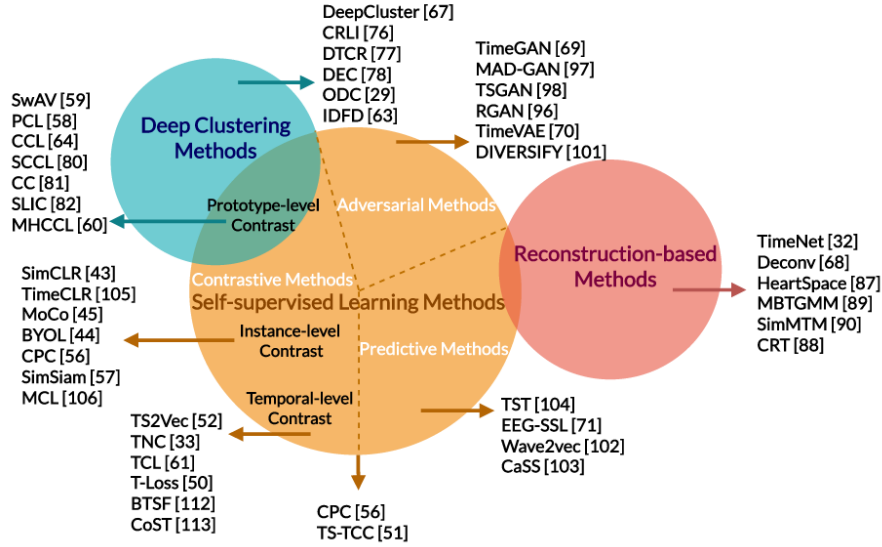 DeepCluster [67]
CRLI [76]
DTCR [77]
DEC [78]
ODC [29]
IDFD [63]
TimeGAN [69]
MAD-GAN [97]
TSGAN [98]
RGAN [96]
TimeVAE [70]
DIVERSIFY [101]
SwAV [59]
PCL [58]
CCL [64]
SCCL [80]
CC [81]
SLIC [82]
MHCCL [60]
Deep Clustering
Methods
Prototype-level
Contrast
Adversarial Methods
Reconstruction-based
Methods
TimeNet [32]
Deconv [68]
HeartSpace [87]
MBTGMM [89]
SimMTM [90]
CRT [88]
Contrastive Methods
Self-supervised Learning Methods
SimCLR [43]
TimeCLR [105]
MoCo [45]
BYOL [44]
CPC [56]
SimSiam [57]
MCL [106]
Instance-level
Contrast
Predictive Methods
Temporal-level
Contrast
TS2Vec [52]
TNC [33]
TCL [61]
T-Loss [50]
BTSF [112]
CoST [113]
TST [104]
EEG-SSL [71]
Wave2vec [102]
CaSS [103]
CPC [56]
TS-TCC [51]